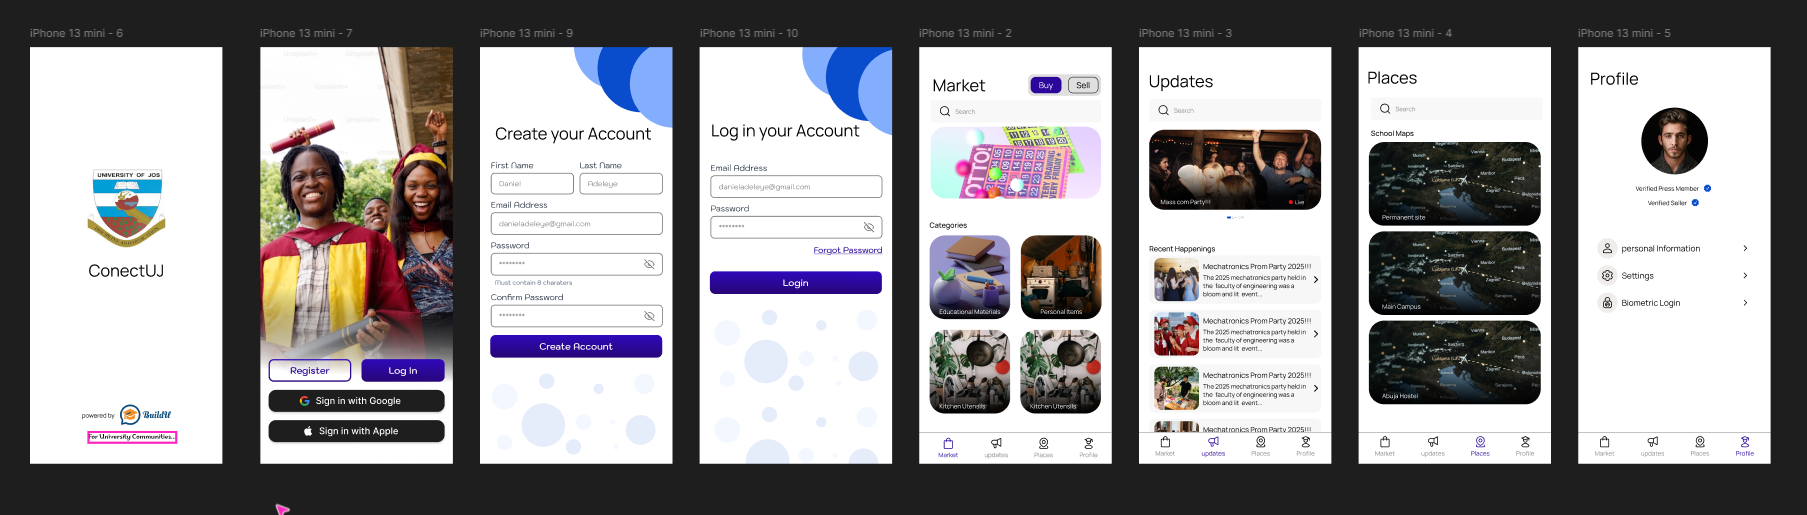 iPhone 13 mini - 6
UNIVERSITY OF JOS
ConectUJ
powered by BuildU
For University Communities...
iPhone 13 mini - 7
Register
Log In
Sign in with Google
Sign in with Apple
iPhone 13 mini - 9
Create your Account
First Name
Last Name
Daniel
Adeleye
Email Address
danieladeleye@gmail.com
Password
********
Must contain 8 charaters
Confirm Password
********
Create Account
iPhone 13 mini - 10
Log in your Account
Email Address
danieladeleye@gmail.com
Password
********
Forgot Password
Login
iPhone 13 mini - 2
Market
Buy
Sell
Search
Categories
Educational Materials
Personal Items
Kitchen Utensils
Kitchen Utensils
Market
updates
Places
Profile
iPhone 13 mini - 3
Updates
Search
Mass com Party!!!
Live
Recent Happenings
Mechatronics Prom Party 2025!!!
The 2025 mechatronics party held in
the faculty of engineering was a
bloom and lit event...
Mechatronics Prom Party 2025!!!
The 2025 mechatronics party held in
the faculty of engineering was a
bloom and lit event...
Mechatronics Prom Party 2025!!!
The 2025 mechatronics party held in
the faculty of engineering was a
bloom and lit event...
Mechatronics Prom Party 2025!!!
Market
updates
Places
Profile
iPhone 13 mini - 4
Places
Search
School Maps
Permanent site
Main Campus
Abuja Hostel
Market
updates
Places
Profile
iPhone 13 mini - 5
Profile
Verified Press Member
Verified Seller
personal Information
Settings
Biometric Login
Market
updates
Places
Profile